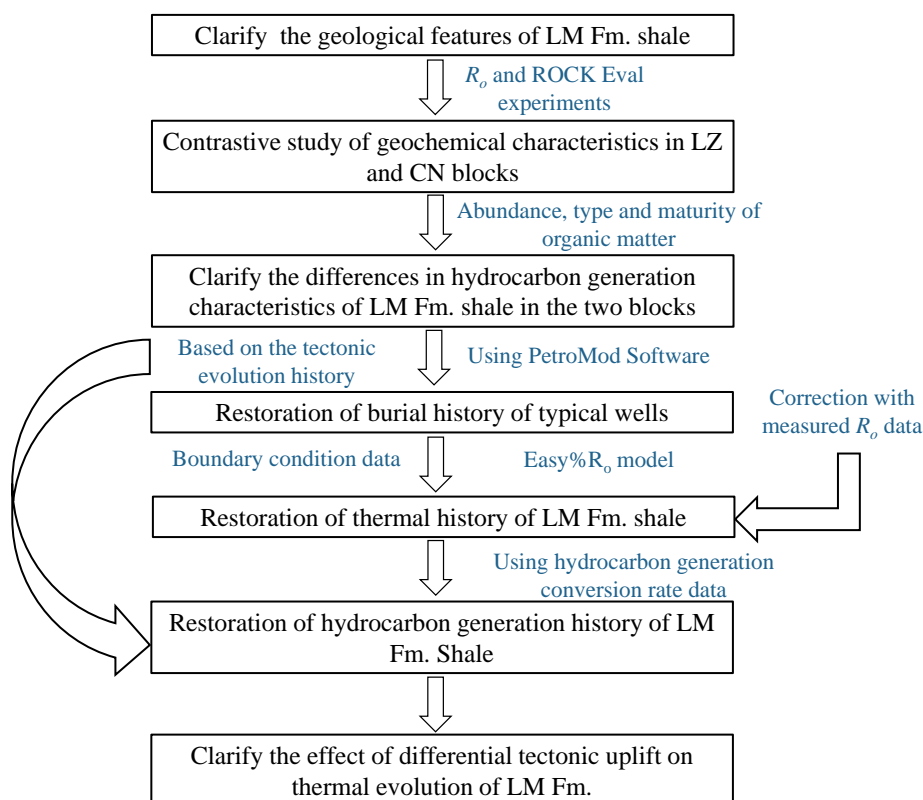 Clarify the geological features of LM Fm. shale
R_o and ROCK Eval
experiments
Contrastive study of geochemical characteristics in LZ
and CN blocks
Abundance, type and maturity of
organic matter
Clarify the differences in hydrocarbon generation
characteristics of LM Fm. shale in the two blocks
Based on the tectonic
evolution history
Using PetroMod Software
Restoration of burial history of typical wells
Correction with
measured R_o data
Boundary condition data
Easy%R_o model
Restoration of thermal history of LM Fm. shale
Using hydrocarbon generation
conversion rate data
Restoration of hydrocarbon generation history of LM
Fm. Shale
Clarify the effect of differential tectonic uplift on
thermal evolution of LM Fm.